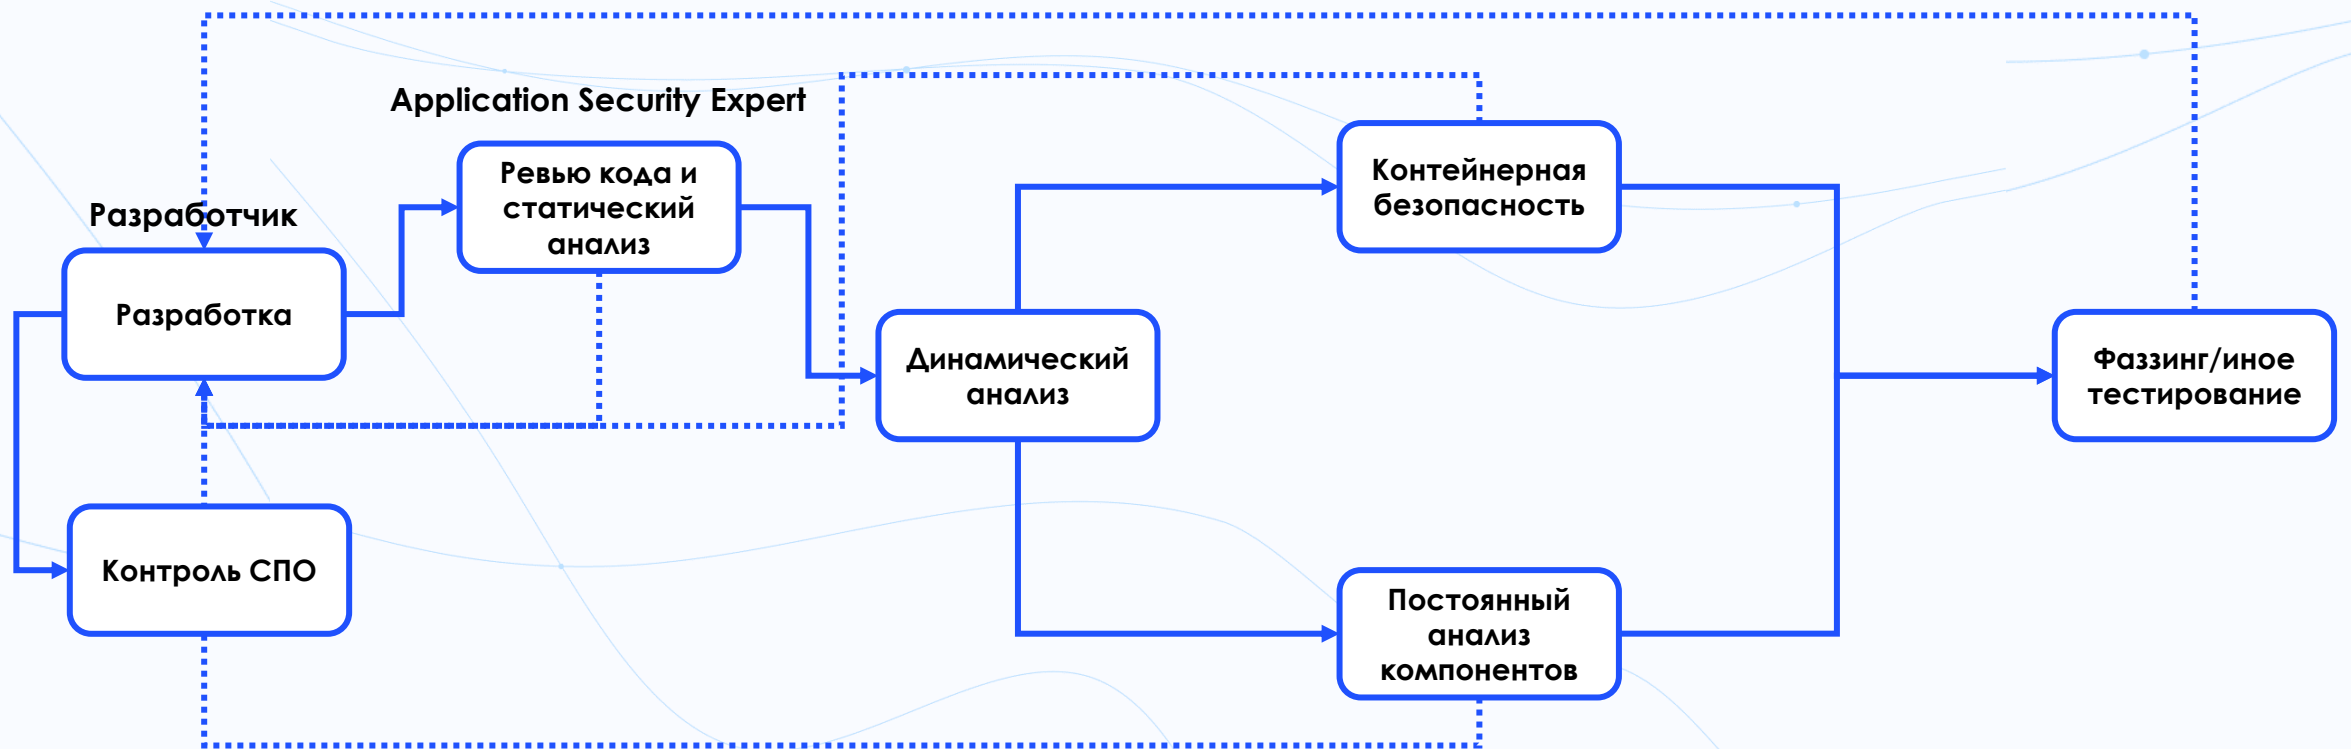 Application Security Expert
Ревью кода и
статический
анализ
Контейнерная
безопасность
Разработчик
Разработка
Динамический
анализ
Фаззинг/иное
тестирование
Контроль СПО
Постоянный
анализ
компонентов